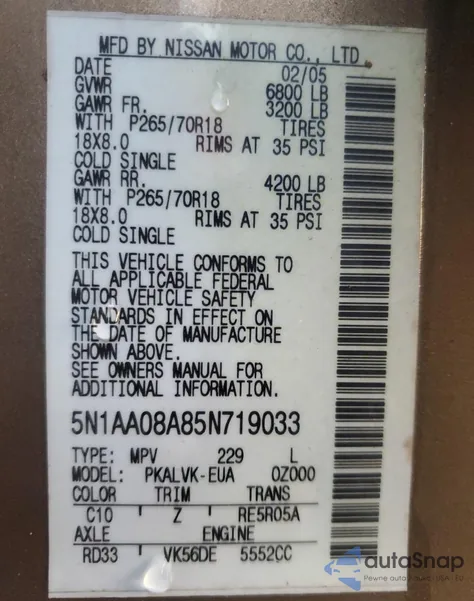 MFD BY NISSAN MOTOR CO., LTD.
DATE 02/05
GVWR 6800 LB
GAWR FR. 3200 LB
WITH P265/70R18 TIRES
18X8.0 RIMS AT 35 PSI
COLD SINGLE
GAWR RR. 4200 LB
WITH P265/70R18 TIRES
18X8.0 RIMS AT 35 PSI
COLD SINGLE
THIS VEHICLE CONFORMS TO
ALL APPLICABLE FEDERAL
MOTOR VEHICLE SAFETY
STANDARDS IN EFFECT ON
THE DATE OF MANUFACTURE
SHOWN ABOVE.
SEE OWNERS MANUAL FOR
ADDITIONAL INFORMATION.
5N1AA08A85N719033
TYPE: MPV 229 L
MODEL: PKALVK-EUA 0Z000
COLOR TRIM TRANS
C10 Z RE5R05A
AXLE ENGINE
RD33 VK56DE 5552CC
autoSnap
Pewne auto